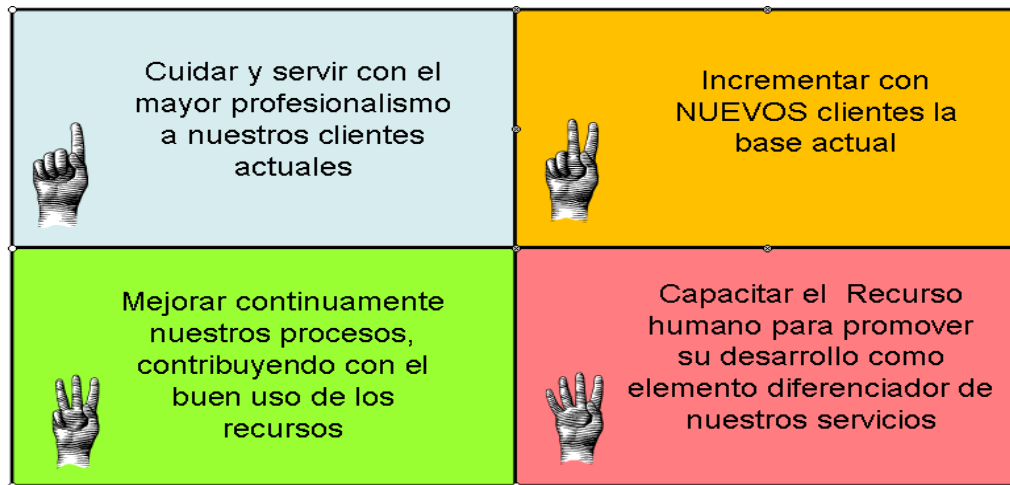 Cuidar y servir con el
mayor profesionalismo
a nuestros clientes
actuales
Incrementar con
NUEVOS clientes la
base actual
Mejorar continuamente
nuestros procesos,
contribuyendo con el
buen uso de los
recursos
Capacitar el  Recurso
humano para promover
su desarrollo como
elemento diferenciador de
nuestros servicios